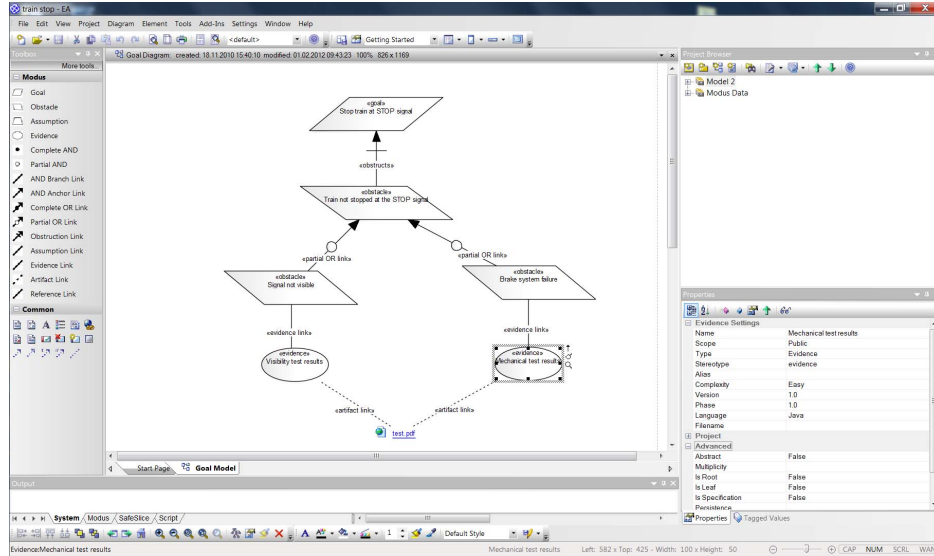 train stop - EA
File Edit View Project Diagram Element Tools Add-Ins Settings Window Help
<default>
Getting Started
Toolbox
More tools...
Modus
Goal
Obstacle
Assumption
Evidence
Complete AND
Partial AND
AND Branch Link
AND Anchor Link
Complete OR Link
Partial OR Link
Obstruction Link
Assumption Link
Evidence Link
Artifact Link
Reference Link
Common
Goal Diagram: created: 18.11.2010 15:40:10 modified: 01.02.2012 09:43:23 100% 826 x 1169
«goal»
Stop train at STOP signal
«obstructs»
«obstacle»
Train not stopped at the STOP signal
«partial OR link»
«partial OR link»
«obstacle»
Signal not visible
«obstacle»
Brake system failure
«evidence link»
«evidence link»
«evidence»
Visibility test results
«evidence»
Mechanical test results
«artifact link»
«artifact link»
test.pdf
Start Page
Goal Model
Project Browser
Model 2
Modus Data
Properties
Evidence Settings
Name Mechanical test results
Scope Public
Type Evidence
Stereotype evidence
Alias
Complexity Easy
Version 1.0
Phase 1.0
Language Java
Filename
Project
Advanced
Abstract False
Multiplicity
Is Root False
Is Leaf False
Is Specification False
Persistence
Properties Tagged Values
Output
System Modus SafeSlice Script
1
Default Style
Evidence:Mechanical test results
Mechanical test results
Left: 582 x Top: 425 - Width: 100 x Height: 50
CAP NUM SCRL WAN